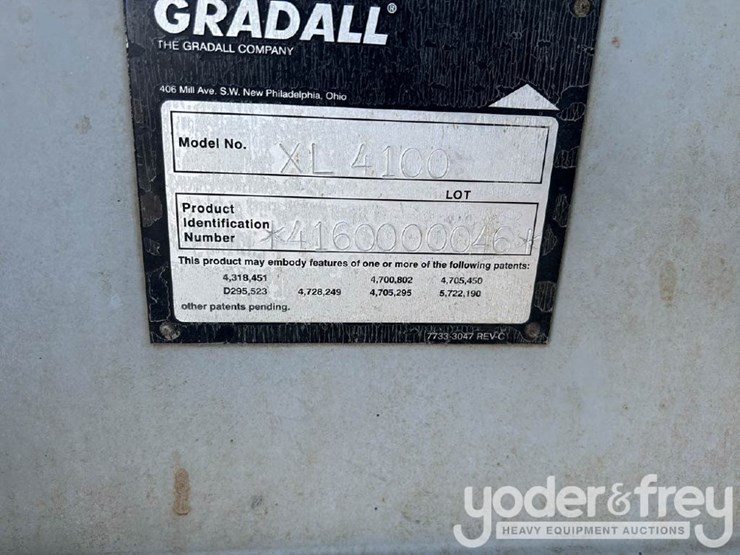 GRADALL®
THE GRADALL COMPANY
406 Mill Ave. S.W. New Philadelphia, Ohio
Model No. XL 4100
LOT
Product
Identification
Number *4160000046*
This product may embody features of one or more of the following patents:
4,318,451 4,700,802 4,705,450
D295,523 4,728,249 4,705,295 5,722,190
other patents pending.
7733-3047 REV-C
yoder&frey
HEAVY EQUIPMENT AUCTIONS